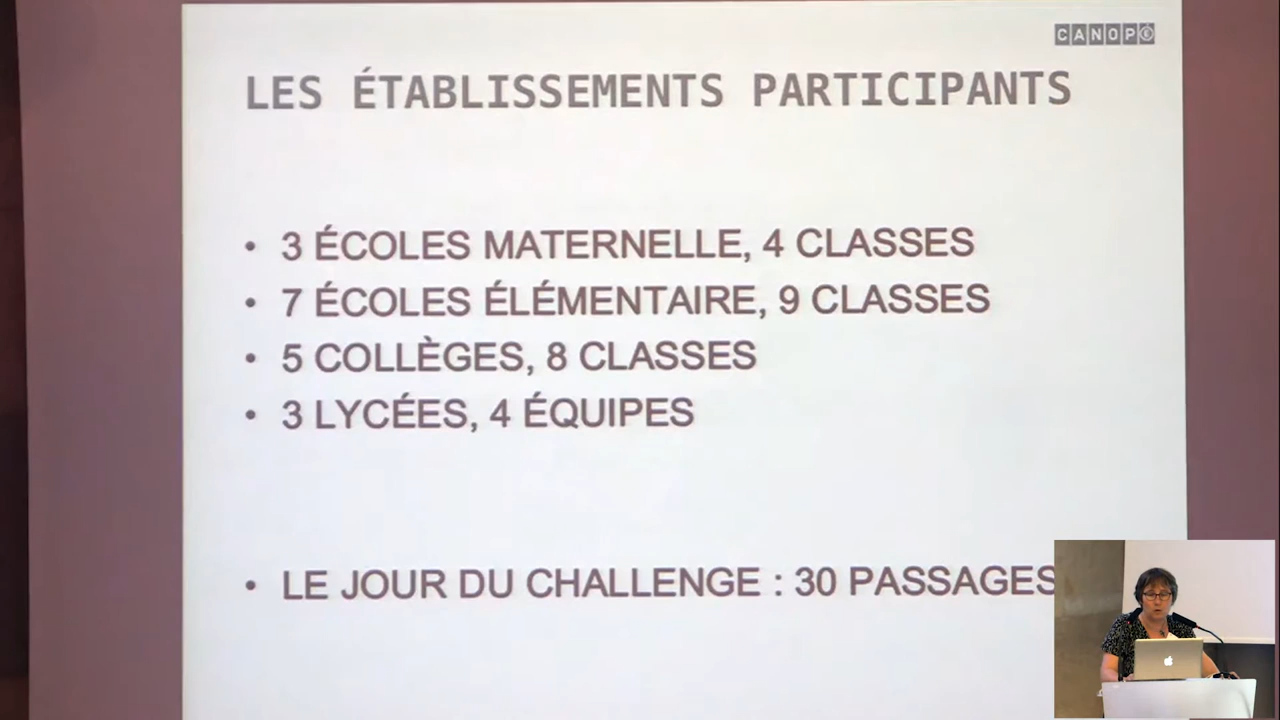 CANOPÉ
LES ÉTABLISSEMENTS PARTICIPANTS
• 3 ÉCOLES MATERNELLE, 4 CLASSES
• 7 ÉCOLES ÉLÉMENTAIRE, 9 CLASSES
• 5 COLLÈGES, 8 CLASSES
• 3 LYCÉES, 4 ÉQUIPES
• LE JOUR DU CHALLENGE : 30 PASSAGES